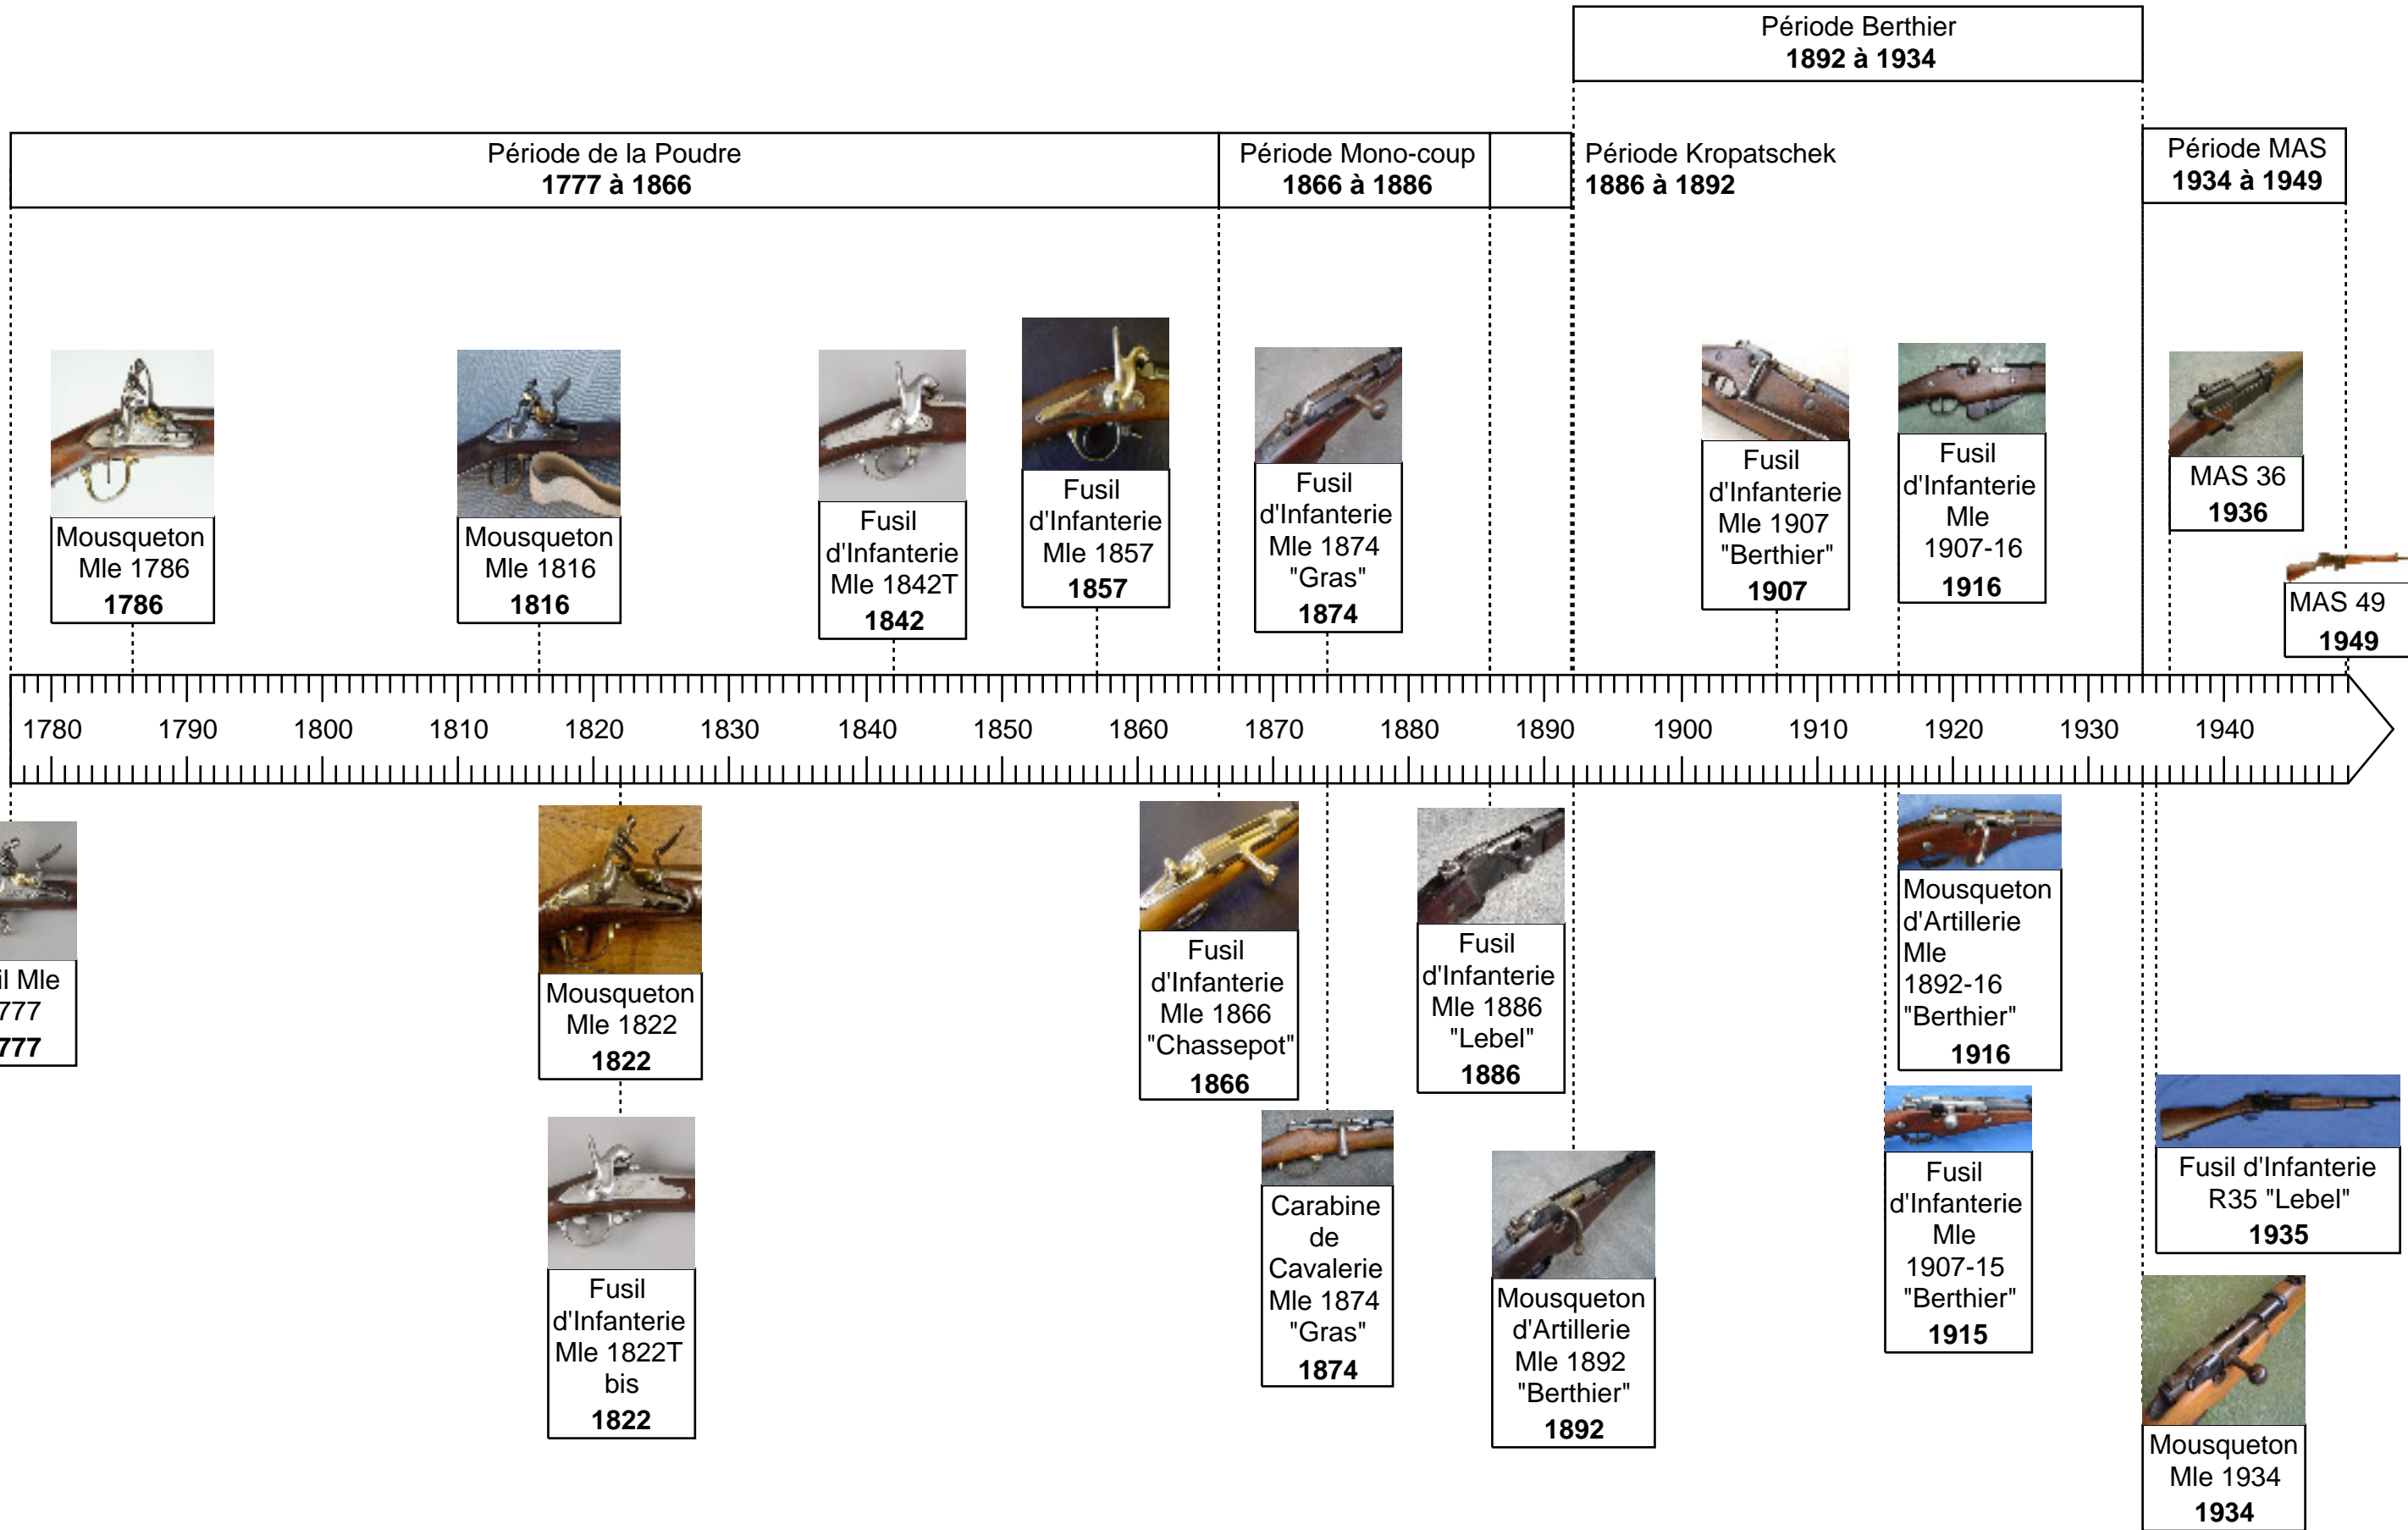 Période Berthier
1892 à 1934
Période de la Poudre
1777 à 1866
Période Mono-coup
1866 à 1886
Période Kropatschek
1886 à 1892
Période MAS
1934 à 1949
Mousqueton
Mle 1786
1786
Mousqueton
Mle 1816
1816
Fusil
d'Infanterie
Mle 1842T
1842
Fusil
d'Infanterie
Mle 1857
1857
Fusil
d'Infanterie
Mle 1874
"Gras"
1874
Fusil
d'Infanterie
Mle 1907
"Berthier"
1907
Fusil
d'Infanterie
Mle
1907-16
1916
MAS 36
1936
MAS 49
1949
1780 1790 1800 1810 1820 1830 1840 1850 1860 1870 1880 1890 1900 1910 1920 1930 1940
Mle
Mousqueton
Mle 1822
1822
Fusil
d'Infanterie
Mle 1822T
bis
1822
Fusil
d'Infanterie
Mle 1866
"Chassepot"
1866
Carabine
de
Cavalerie
Mle 1874
"Gras"
1874
Fusil
d'Infanterie
Mle 1886
"Lebel"
1886
Mousqueton
d'Artillerie
Mle 1892
"Berthier"
1892
Mousqueton
d'Artillerie
Mle
1892-16
"Berthier"
1916
Fusil
d'Infanterie
Mle
1907-15
"Berthier"
1915
Fusil d'Infanterie
R35 "Lebel"
1935
Mousqueton
Mle 1934
1934